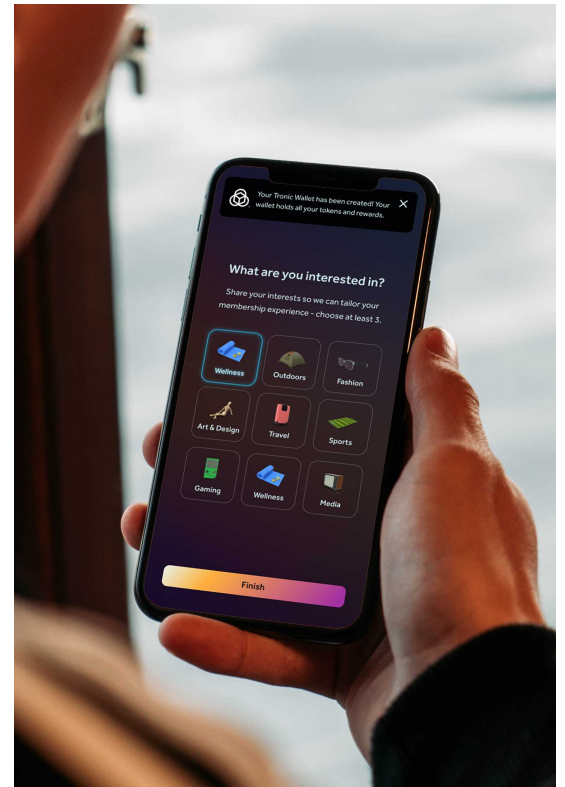 Your Tronic Wallet has been created! Your
wallet holds all your tokens and rewards.
What are you interested in?
Share your interests so we can tailor your
membership experience - choose at least 3.
Wellness
Outdoors
Fashion
Art & Design
Travel
Sports
Gaming
Wellness
Media
Finish